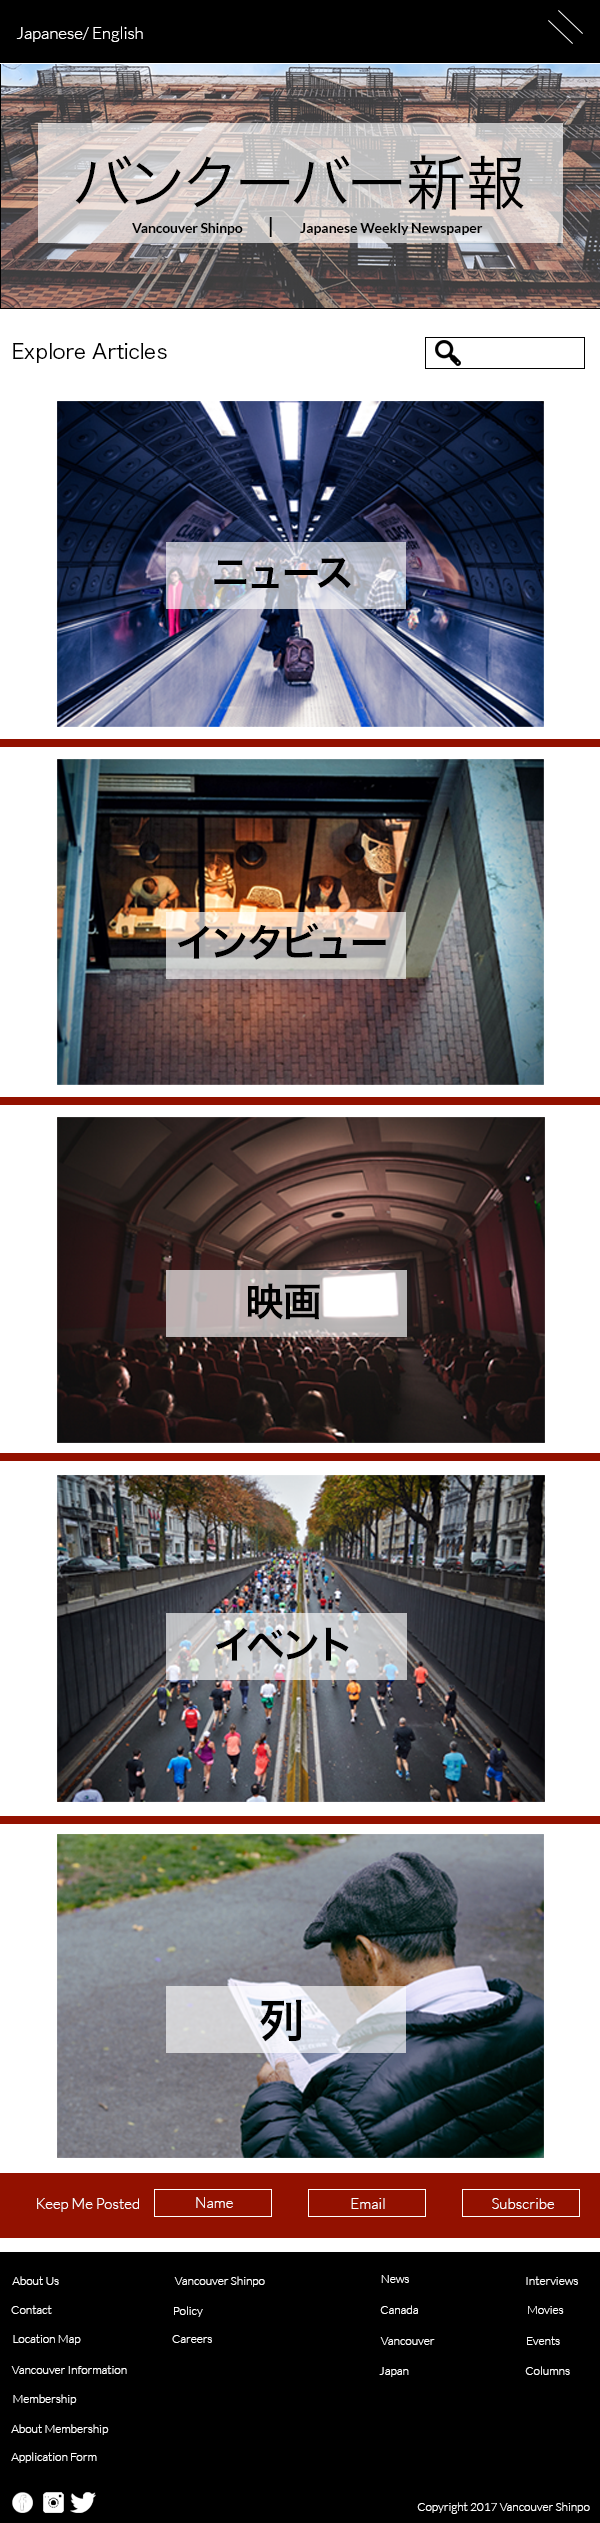 Japanese/ English
バンクーバー新報
Vancouver Shinpo | Japanese Weekly Newspaper
Explore Articles
ニュース
インタビュー
映画
イベント
列
Keep Me Posted Name Email Subscribe
About Us Vancouver Shinpo News Interviews
Contact Policy Canada Movies
Location Map Careers Vancouver Events
Vancouver Information Japan Columns
Membership
About Membership
Application Form
Copyright 2017 Vancouver Shinpo